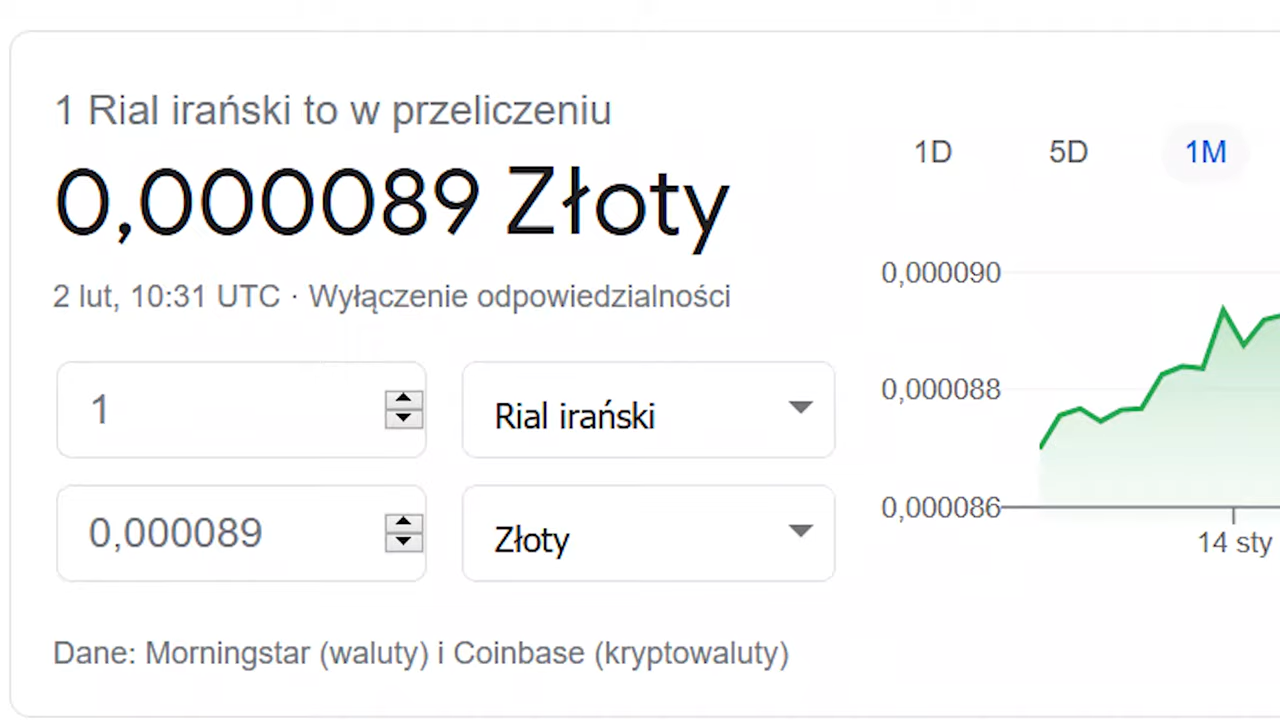 1 Rial irański to w przeliczeniu
0,000089 Złoty
2 lut, 10:31 UTC · Wyłączenie odpowiedzialności
1
Rial irański
0,000089
Złoty
Dane: Morningstar (waluty) i Coinbase (kryptowaluty)
1D 5D 1M
0,000090
0,000088
0,000086
14 sty